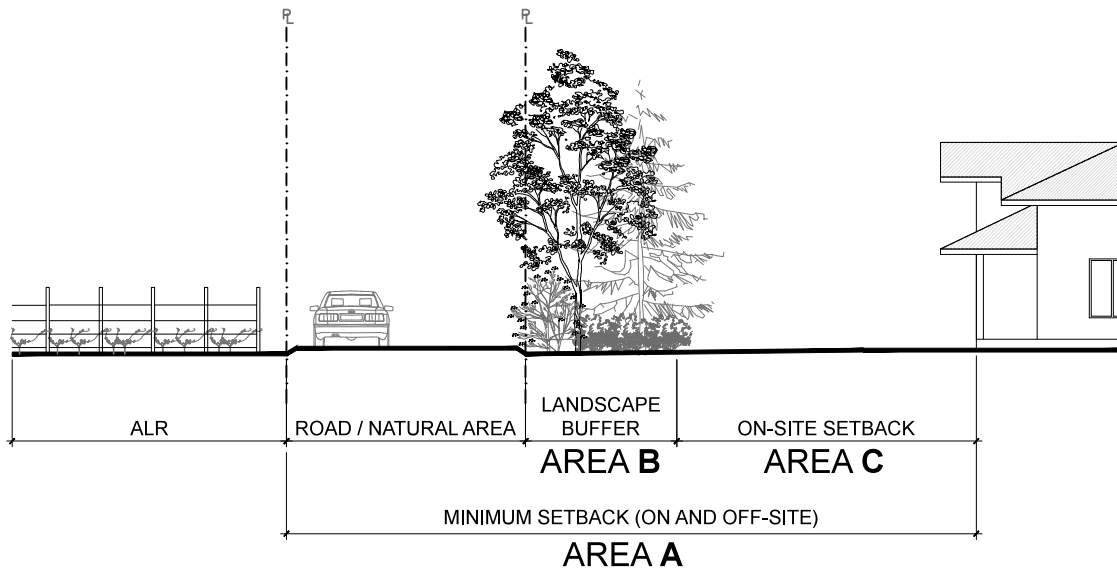 PL PL
ALR
ROAD / NATURAL AREA
LANDSCAPE
BUFFER
AREA B
ON-SITE SETBACK
AREA C
MINIMUM SETBACK (ON AND OFF-SITE)
AREA A